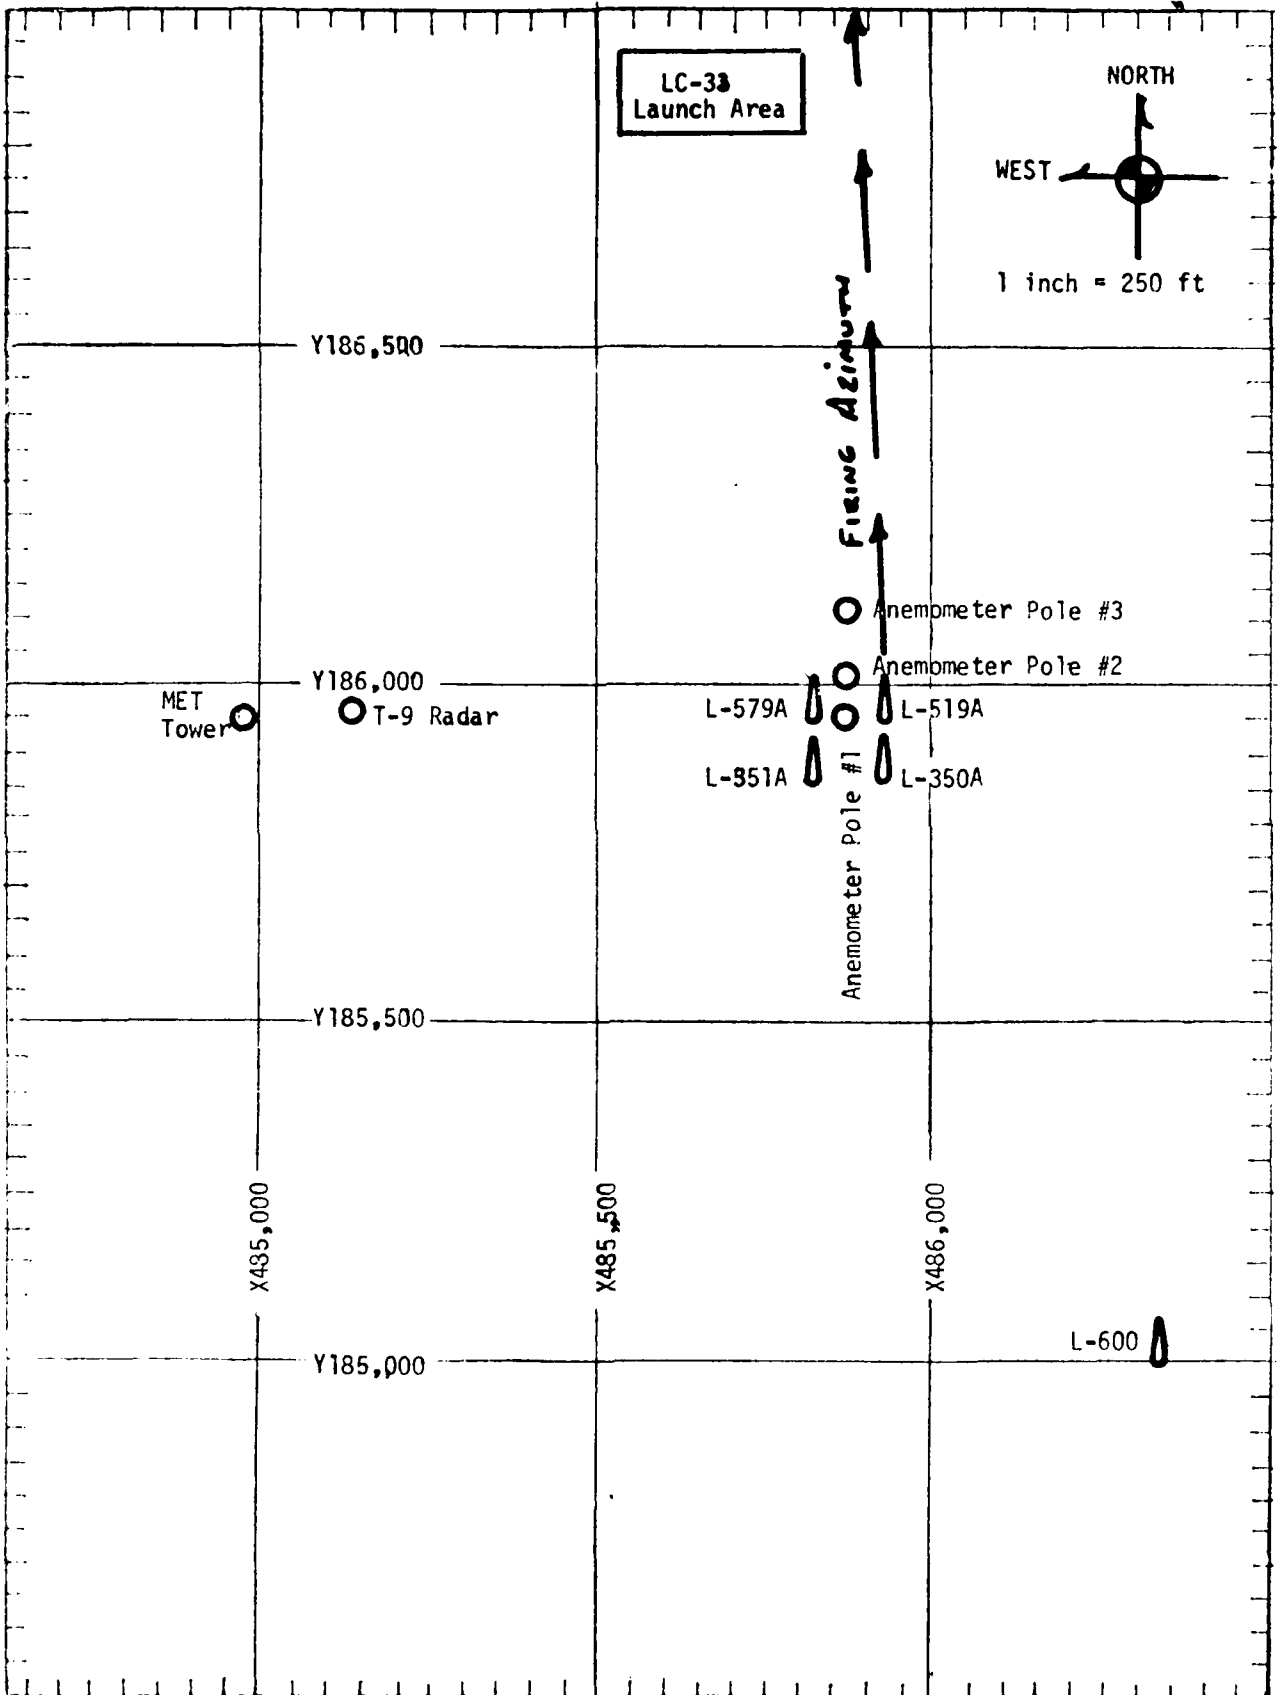 LC-33
Launch Area
NORTH
WEST
1 inch = 250 ft
FIRING AZIMUTH
Y186,500
Anemometer Pole #3
Anemometer Pole #2
Y186,000
MET
Tower
T-9 Radar
L-579A
L-519A
L-351A
L-350A
Anemometer Pole #1
Y185,500
X485,000
X485,500
X486,000
L-600
Y185,000